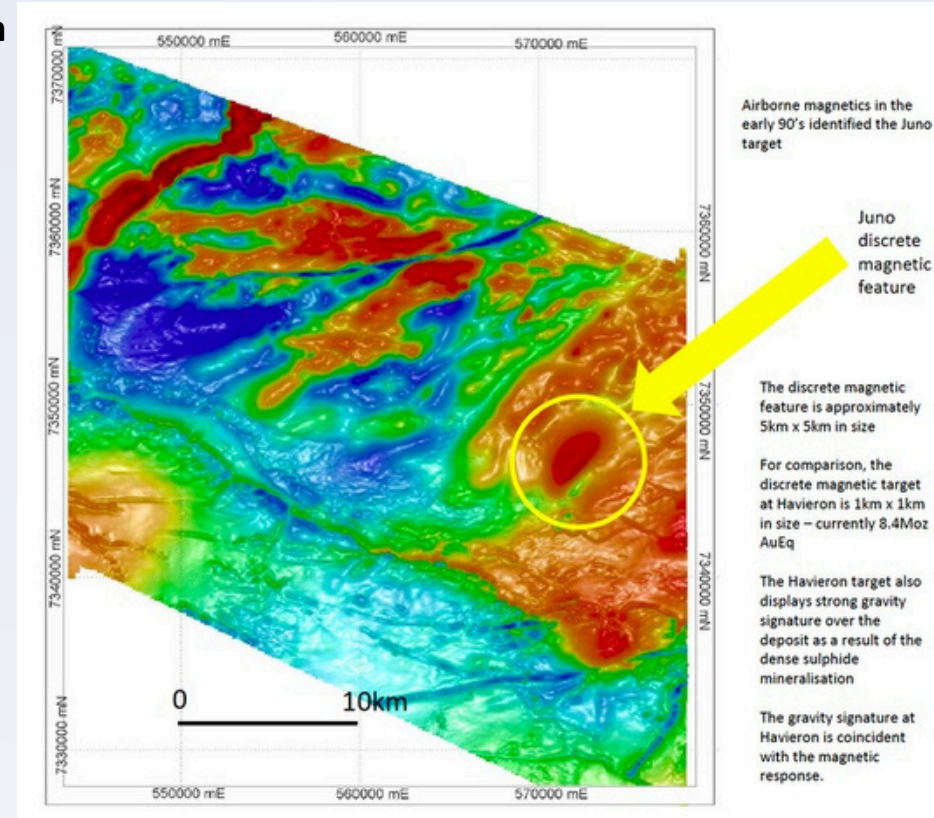 n
550000 mE 560000 mE 570000 mE
7370000 mN
7360000 mN
7350000 mN
7340000 mN
7330000 mN
7360000 mN
7350000 mN
7340000 mN
0 10km
550000 mE 560000 mE 570000 mE
Airborne magnetics in the
early 90's identified the Juno
target
Juno
discrete
magnetic
feature
The discrete magnetic
feature is approximately
5km x 5km in size
For comparison, the
discrete magnetic target
at Havieron is 1km x 1km
in size – currently 8.4Moz
AuEq
The Havieron target also
displays strong gravity
signature over the
deposit as a result of the
dense sulphide
mineralisation
The gravity signature at
Havieron is coincident
with the magnetic
response.